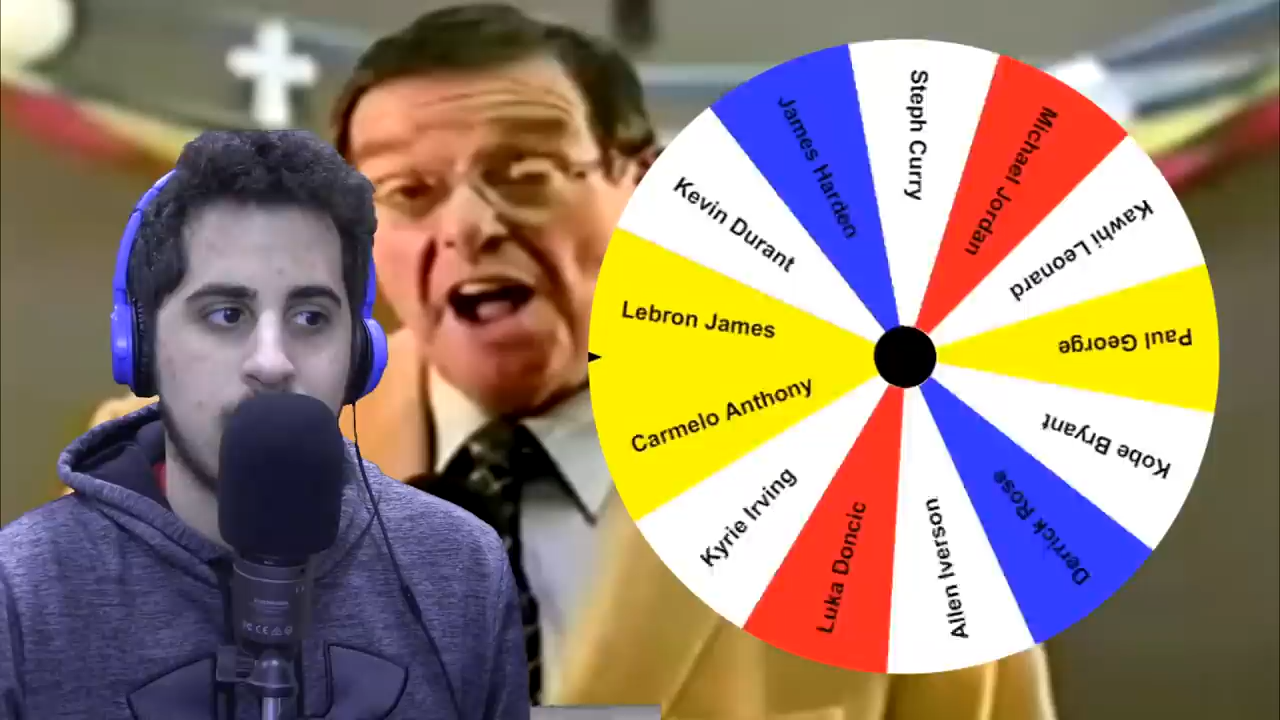 Steph Curry
Michael Jordan
Kawhi Leonard
Paul George
Kobe Bryant
Derrick Rose
Allen Iverson
Luka Doncic
Kyrie Irving
Carmelo Anthony
Lebron James
Kevin Durant
James Harden